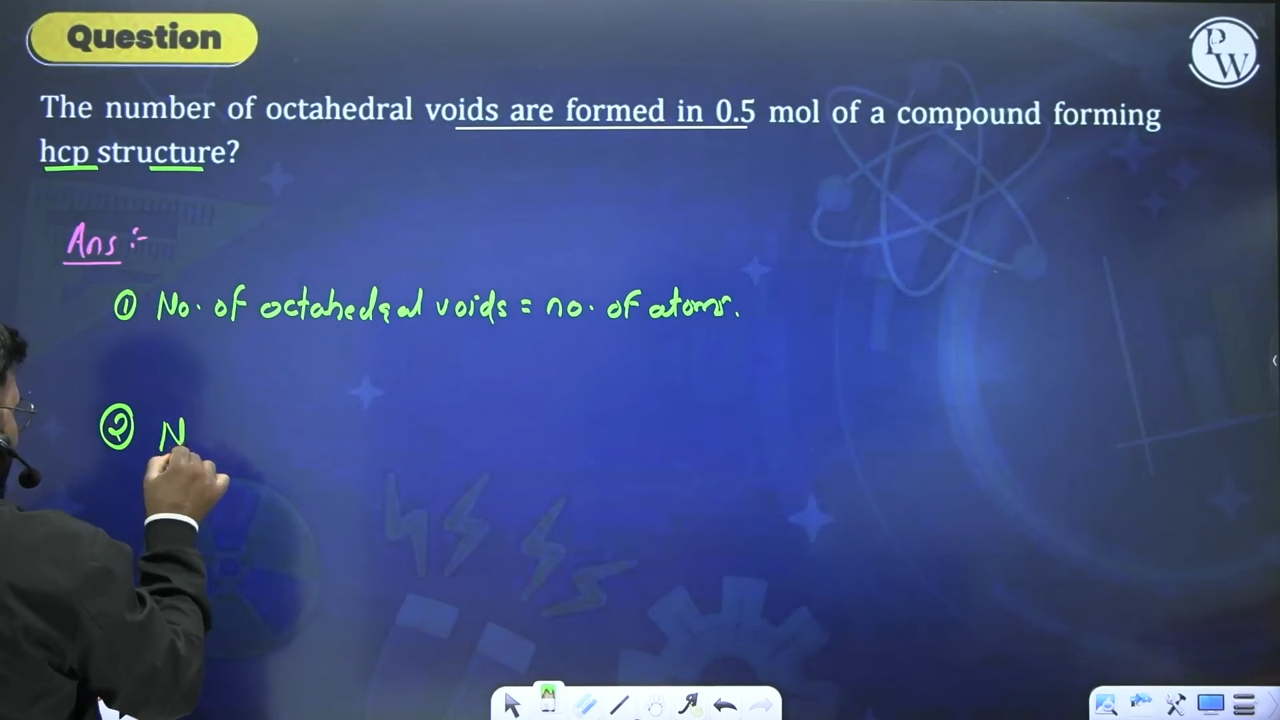 Question
PW
The number of octahedral voids are formed in 0.5 mol of a compound forming
hcp structure?
Ans :-
① No. of octahedral voids = no. of atoms.
② N